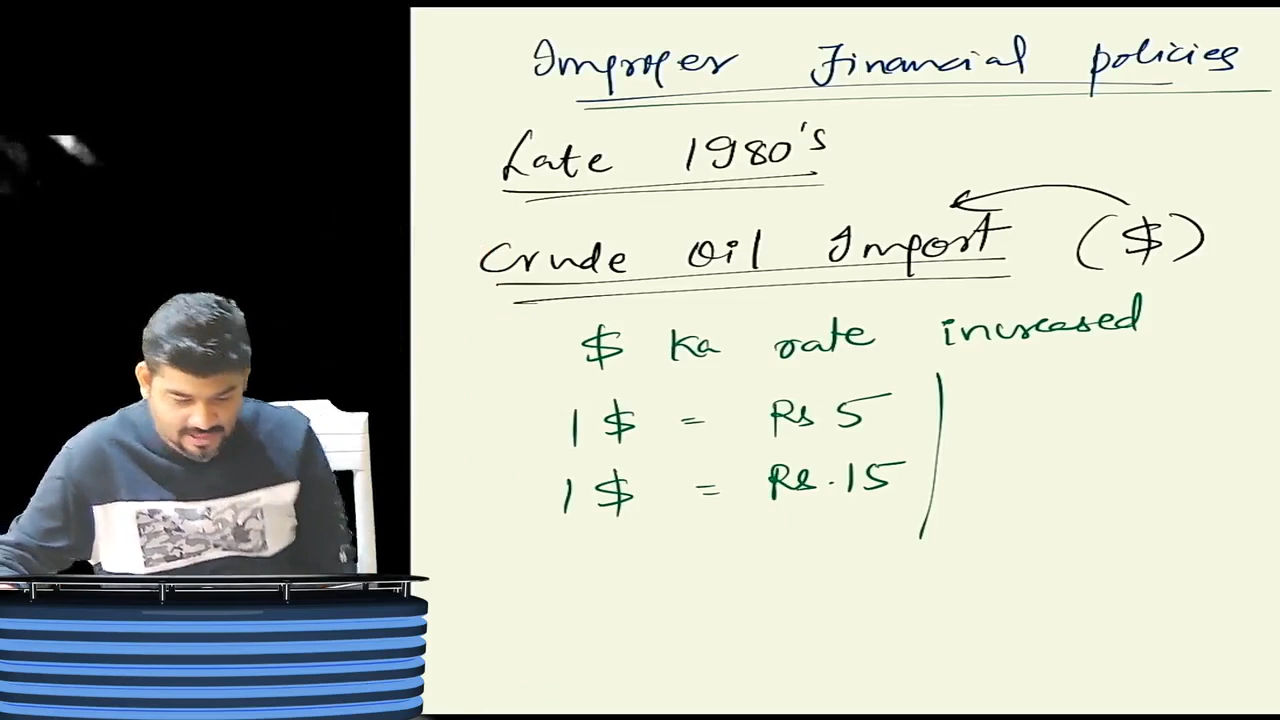 Improper Financial policies
Late 1980's
Crude Oil Import ($)
$ ka rate increased
1 $ = Rs 5
1 $ = Rs. 15